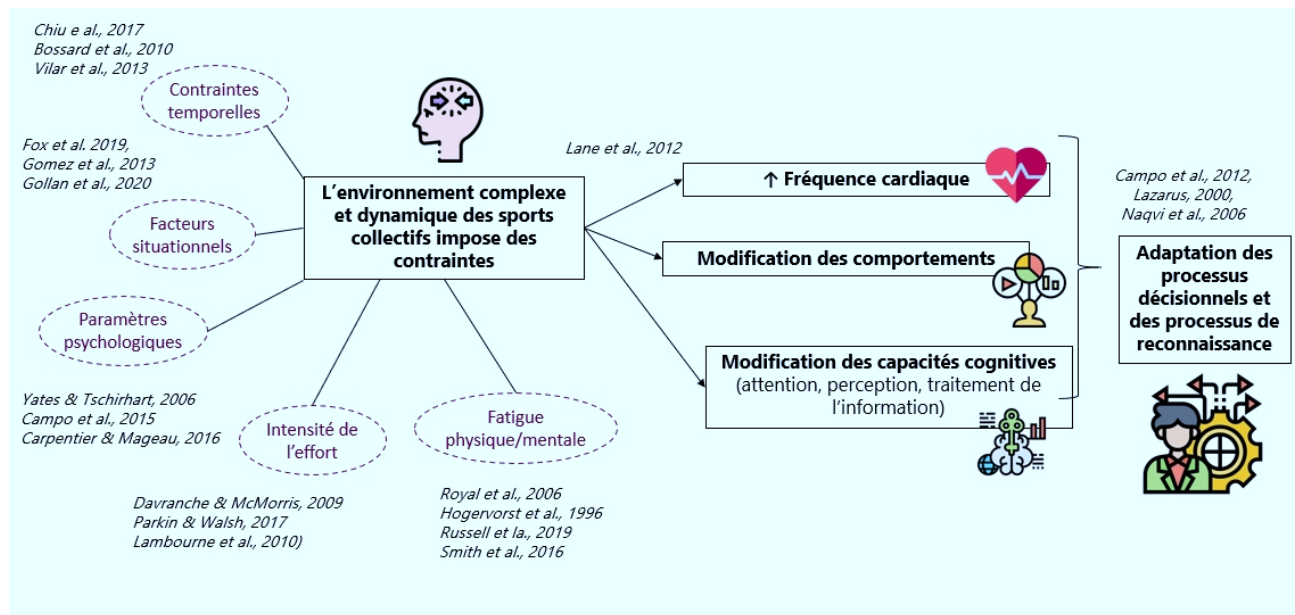 Chiu e al., 2017
Bossard et al., 2010
Vilar et al., 2013
Contraintes
temporelles
Fox et al. 2019,
Gomez et al., 2013
Gollan et al., 2020
Facteurs
situationnels
Paramètres
psychologiques
Yates & Tschirhart, 2006
Campo et al., 2015
Carpentier & Mageau, 2016
Intensité de
l'effort
Davranche & McMorris, 2009
Parkin & Walsh, 2017
Lambourne et al., 2010)
Fatigue
physique/mentale
Royal et al., 2006
Hogervorst et al., 1996
Russell et la., 2019
Smith et al., 2016
L'environnement complexe
et dynamique des sports
collectifs impose des
contraintes
Lane et al., 2012
↑ Fréquence cardiaque
Modification des comportements
Modification des capacités cognitives
(attention, perception, traitement de
l'information)
Campo et al., 2012,
Lazarus, 2000,
Naqvi et al., 2006
Adaptation des
processus
décisionnels et
des processus de
reconnaissance